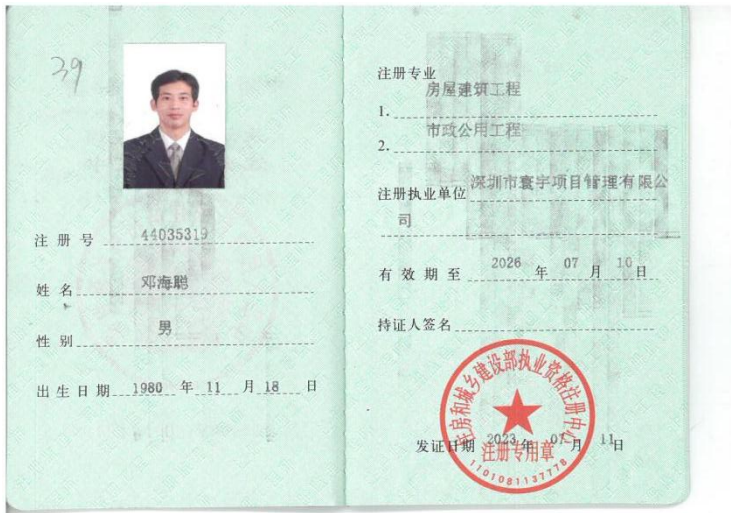 39
注 册 号 44035319
姓 名 邓海聪
性 别 男
出 生 日 期 1980 年 11 月 18 日
注册专业
1. 房屋建筑工程
2. 市政公用工程
注册执业单位 深圳市寰宇项目管理有限公
司
有 效 期 至 2026 年 07 月 10 日
持证人签名
住房和城乡建设部执业资格注册中心
注册专用章
1101081137778
发证日期 2023 年 07 月 11 日